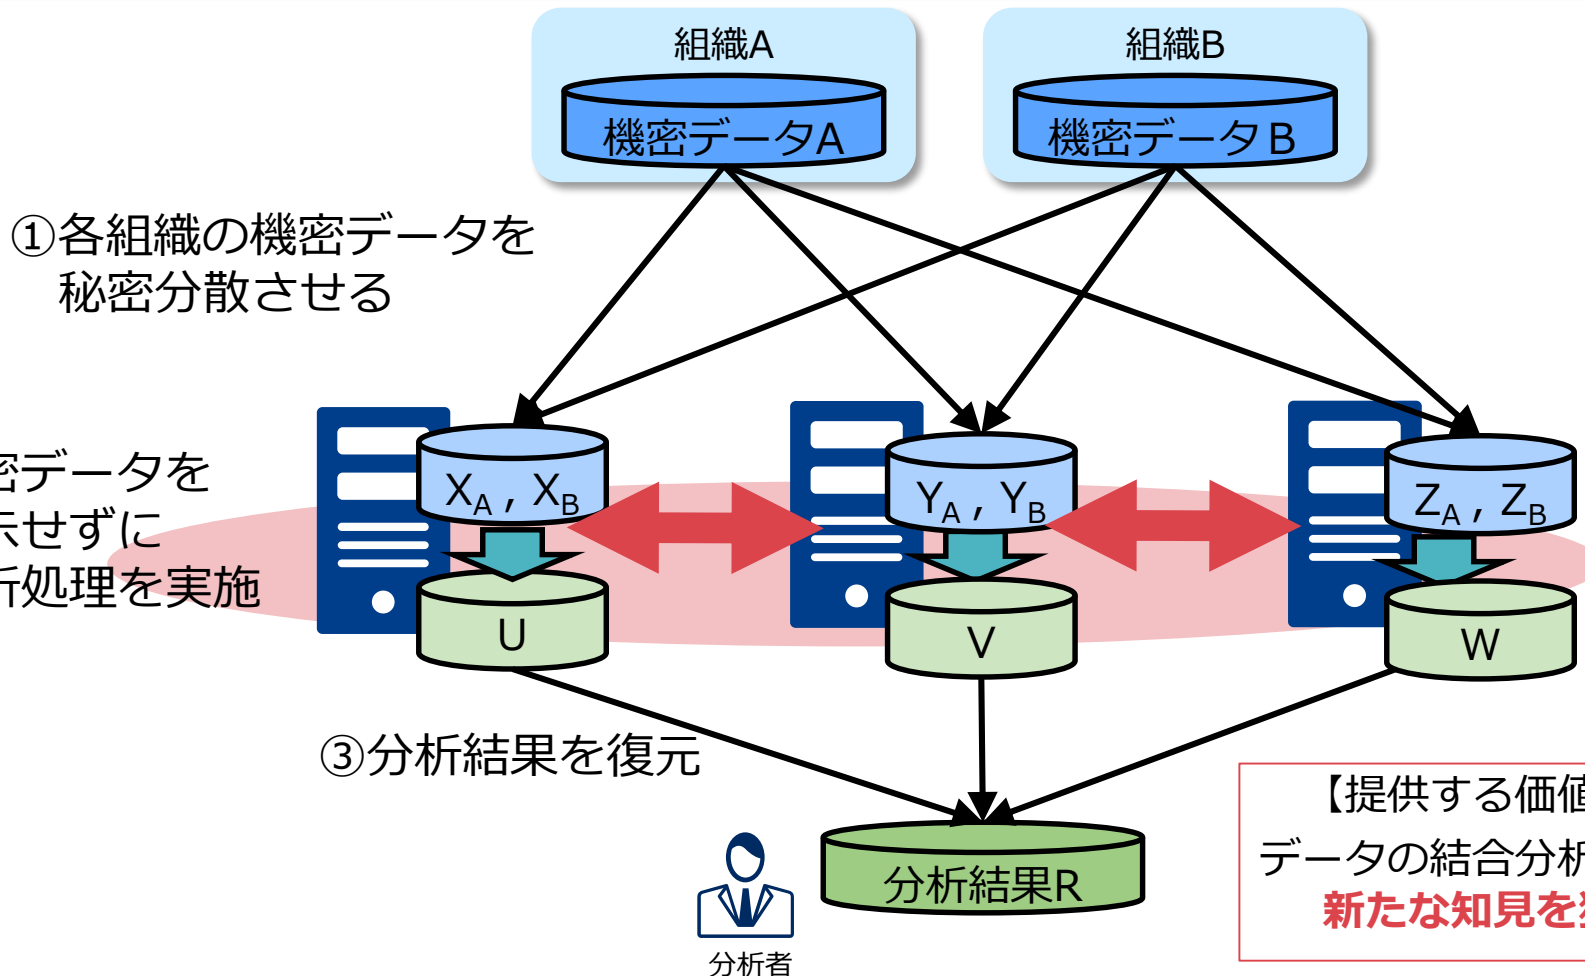 組織A
組織B
機密データA
機密データB
①各組織の機密データを
秘密分散させる
密データを
示せずに
析処理を実施
XA , XB
YA , YB
ZA , ZB
U
V
W
③分析結果を復元
【提供する価値
データの結合分析
新たな知見を
分析結果R
分析者